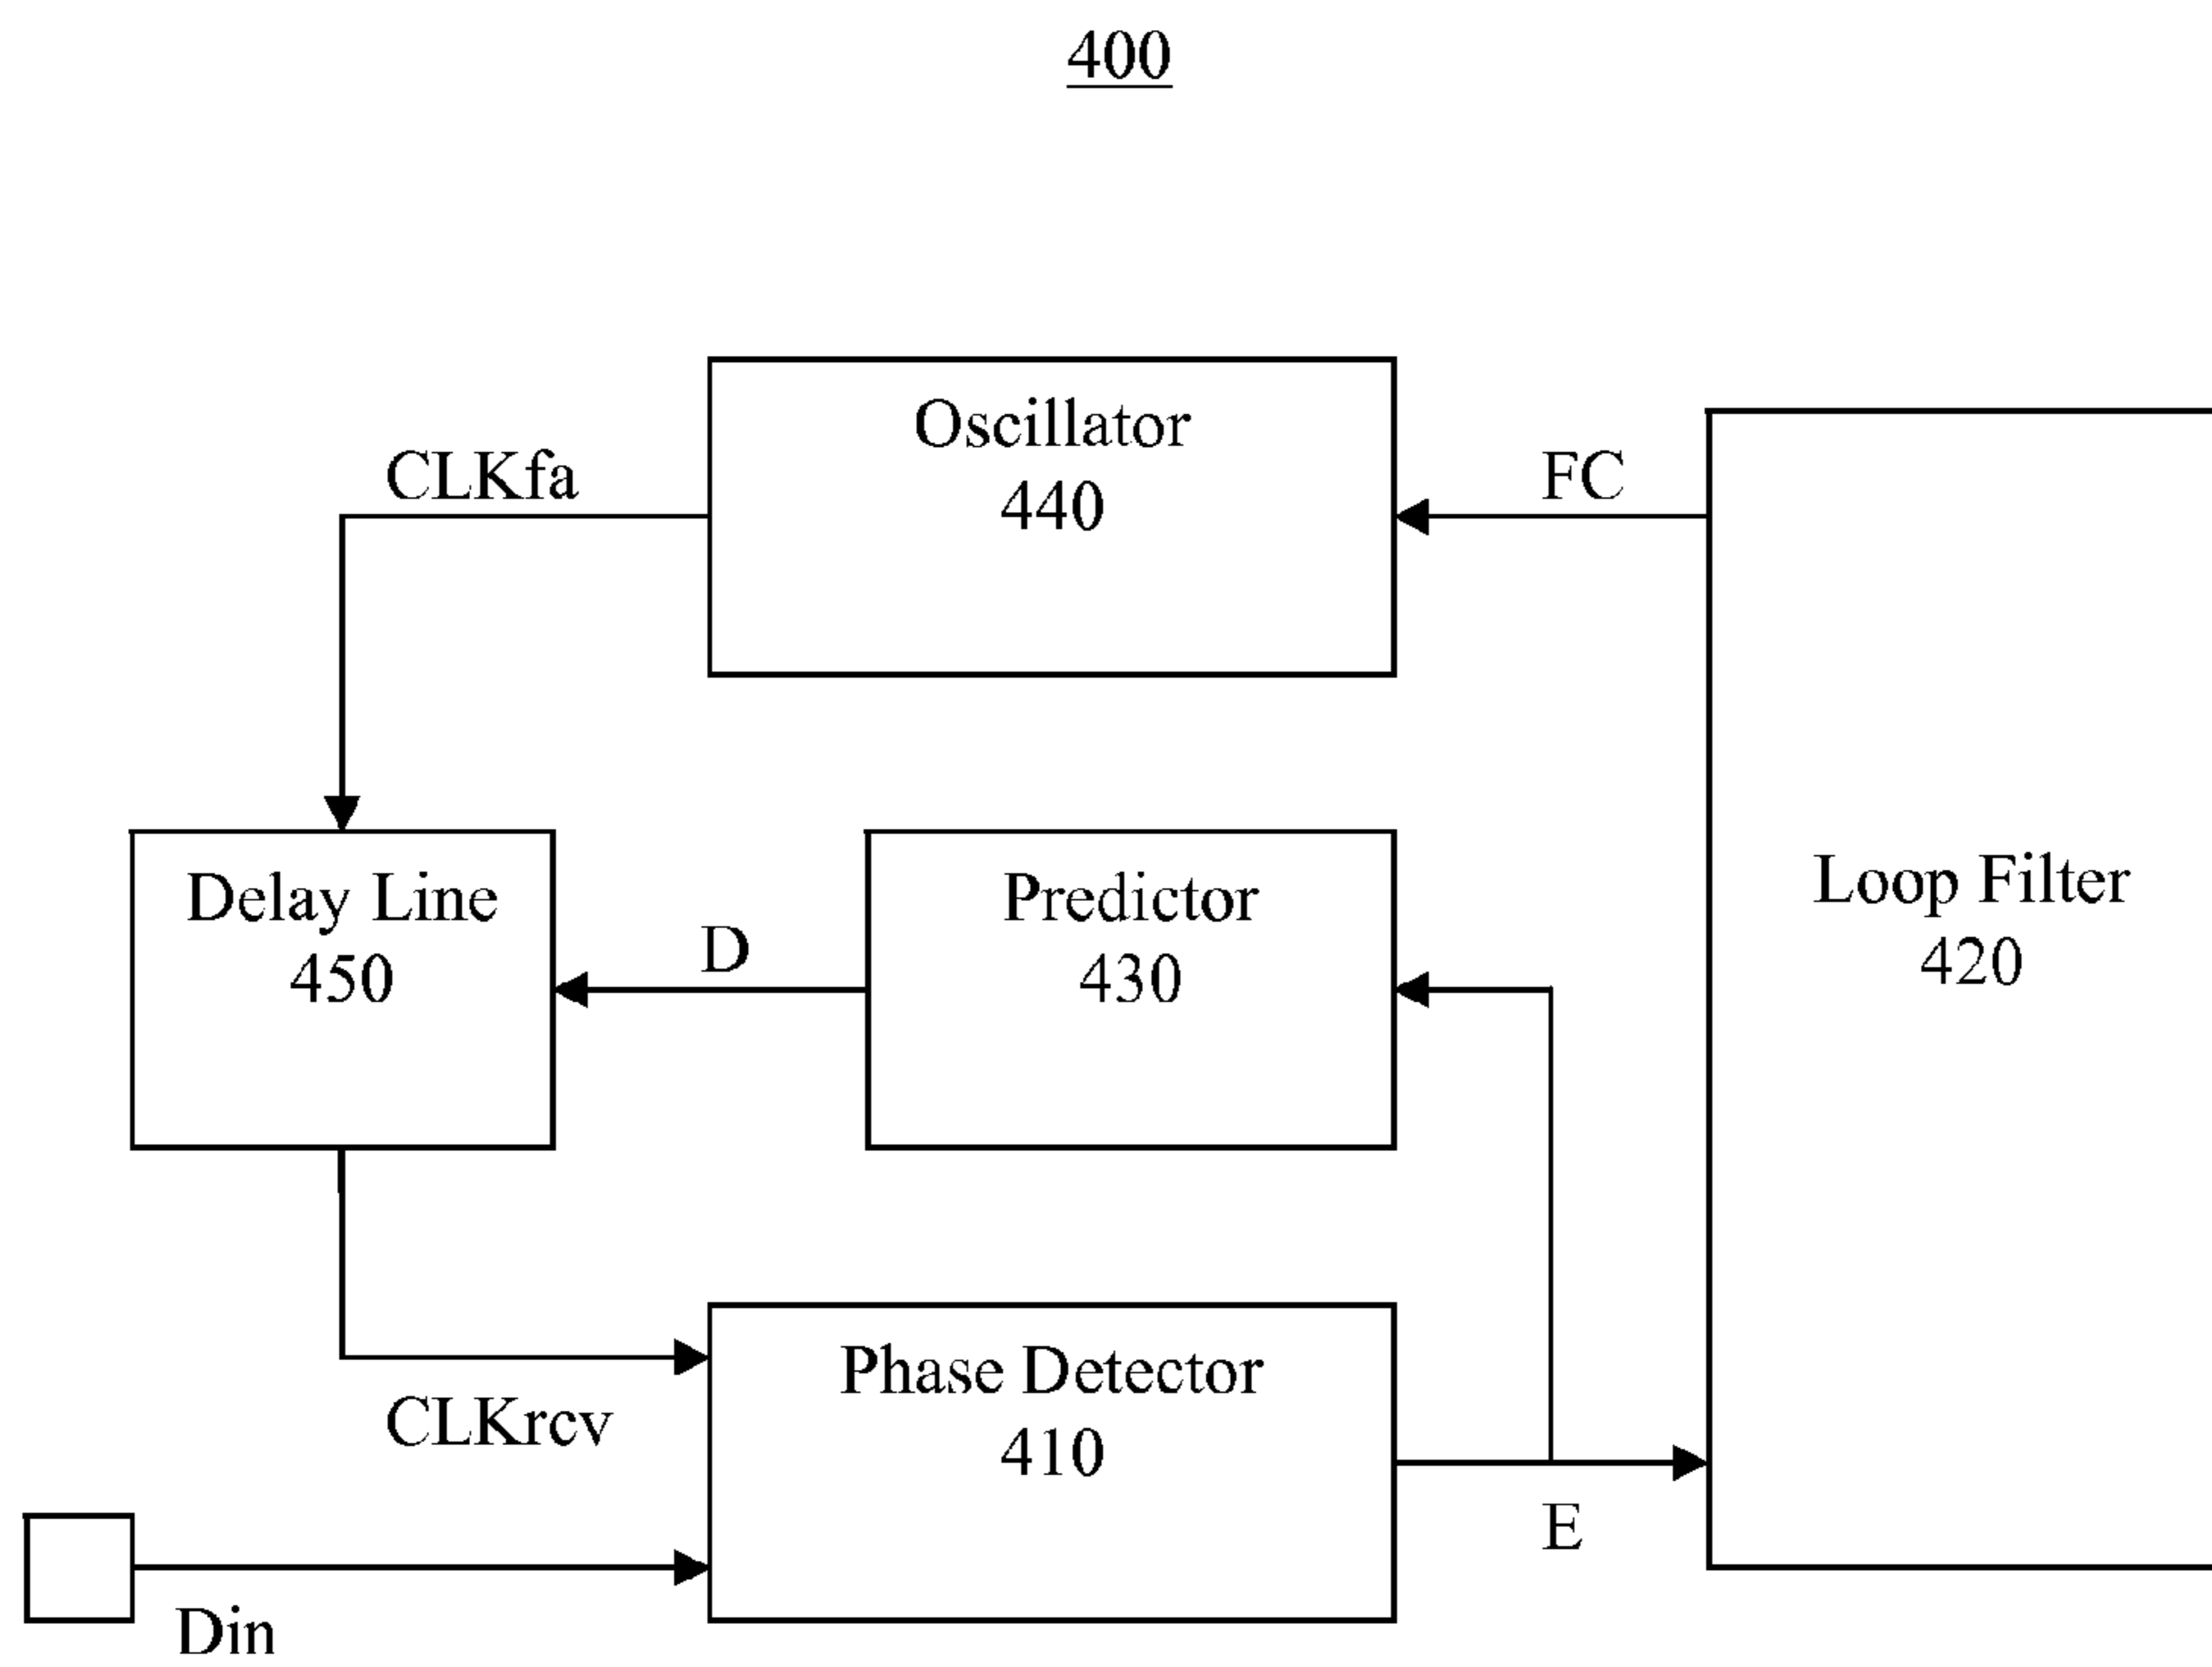 400
Oscillator
440
CLKfa
FC
Delay Line
450
D
Predictor
430
Loop Filter
420
CLKrcv
Phase Detector
410
E
Din